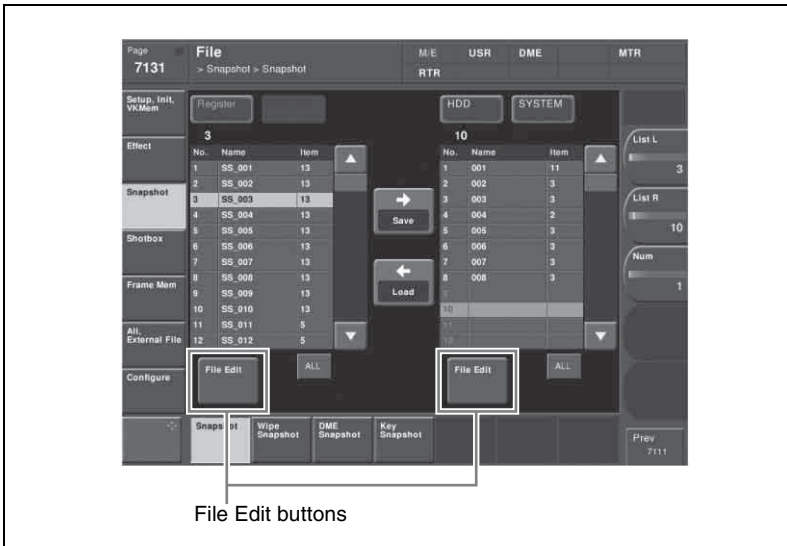 Page
7131
File
> Snapshot > Snapshot
M/E USR DME MTR
RTR
Setup, Init,
VKMem
Effect
Snapshot
Shotbox
Frame Mem
All,
External File
Configure
Register
3
No. Name Item
1 SS_001 13
2 SS_002 13
3 SS_003 13
4 SS_004 13
5 SS_005 13
6 SS_006 13
7 SS_007 13
8 SS_008 13
9 SS_009 13
10 SS_010 13
11 SS_011 5
12 SS_012 5
File Edit
ALL
Save
Load
HDD
SYSTEM
10
No. Name Item
1 001 11
2 002 3
3 003 3
4 004 2
5 005 3
6 006 3
7 007 3
8 008 3
9
10
11
12
File Edit
ALL
List L
3
List R
10
Num
1
Snapshot
Wipe
Snapshot
DME
Snapshot
Key
Snapshot
Prev
7111
File Edit buttons